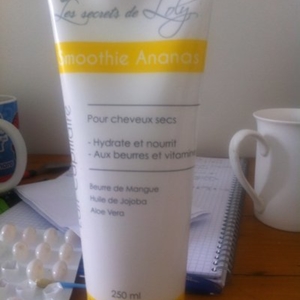 Les secrets de Loly
Smoothie Ananas
Pour cheveux secs
- Hydrate et nourrit
- Aux beurres et vitamine
Beurre de Mangue
Huile de Jojoba
Aloe Vera
250 ml